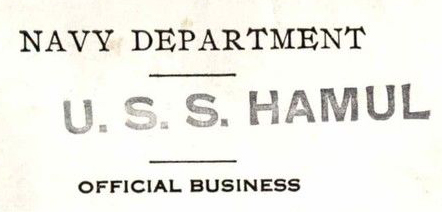 NAVY DEPARTMENT
U. S. S. HAMUL
OFFICIAL BUSINESS